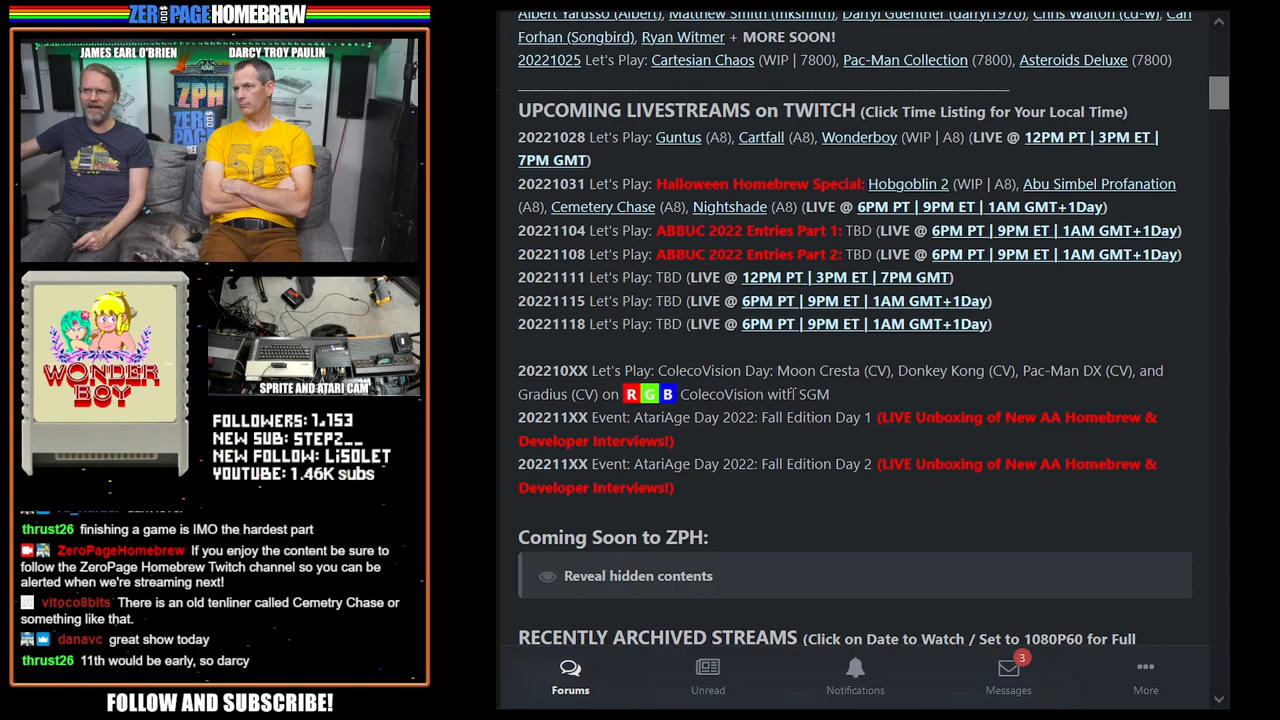 ZEROPAGE HOMEBREW
JAMES EARL O'BRIEN
DARCY TROY PAULIN
ZPH
50
WONDER
BOY
SPRITE AND ATARI CAM
FOLLOWERS: 1,153
NEW SUB: STEPZ__
NEW FOLLOW: LISOLET
YOUTUBE: 1.46K subs
thrust26 finishing a game is IMO the hardest part
ZeroPageHomebrew If you enjoy the content be sure to
follow the ZeroPage Homebrew Twitch channel so you can be
alerted when we're streaming next!
vitoco8bits There is an old tenliner called Cemetry Chase or
something like that.
danavc great show today
thrust26 11th would be early, so darcy
FOLLOW AND SUBSCRIBE!
Albert Yarusso (Albert), Matthew Smith (mksmith), Darryl Guenther (darryl1970), Chris Walton (cd-w), Carl
Forhan (Songbird), Ryan Witmer + MORE SOON!
20221025 Let's Play: Cartesian Chaos (WIP | 7800), Pac-Man Collection (7800), Asteroids Deluxe (7800)
UPCOMING LIVESTREAMS on TWITCH (Click Time Listing for Your Local Time)
20221028 Let's Play: Guntus (A8), Cartfall (A8), Wonderboy (WIP | A8) (LIVE @ 12PM PT | 3PM ET |
7PM GMT)
20221031 Let's Play: Halloween Homebrew Special: Hobgoblin 2 (WIP | A8), Abu Simbel Profanation
(A8), Cemetery Chase (A8), Nightshade (A8) (LIVE @ 6PM PT | 9PM ET | 1AM GMT+1Day)
20221104 Let's Play: ABBUC 2022 Entries Part 1: TBD (LIVE @ 6PM PT | 9PM ET | 1AM GMT+1Day)
20221108 Let's Play: ABBUC 2022 Entries Part 2: TBD (LIVE @ 6PM PT | 9PM ET | 1AM GMT+1Day)
20221111 Let's Play: TBD (LIVE @ 12PM PT | 3PM ET | 7PM GMT)
20221115 Let's Play: TBD (LIVE @ 6PM PT | 9PM ET | 1AM GMT+1Day)
20221118 Let's Play: TBD (LIVE @ 6PM PT | 9PM ET | 1AM GMT+1Day)
202210XX Let's Play: ColecoVision Day: Moon Cresta (CV), Donkey Kong (CV), Pac-Man DX (CV), and
Gradius (CV) on R G B ColecoVision with SGM
202211XX Event: AtariAge Day 2022: Fall Edition Day 1 (LIVE Unboxing of New AA Homebrew &
Developer Interviews!)
202211XX Event: AtariAge Day 2022: Fall Edition Day 2 (LIVE Unboxing of New AA Homebrew &
Developer Interviews!)
Coming Soon to ZPH:
Reveal hidden contents
RECENTLY ARCHIVED STREAMS (Click on Date to Watch / Set to 1080P60 for Full
3
Forums
Unread
Notifications
Messages
More